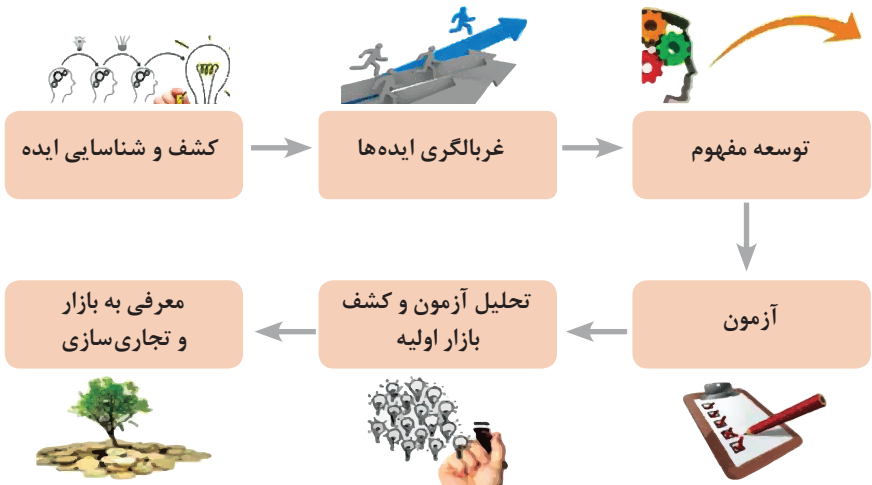 کشف و شناسایی ایده
غربالگری ایده‌ها
توسعه مفهوم
آزمون
تحلیل آزمون و کشف
بازار اولیه
معرفی به بازار
و تجاری‌سازی